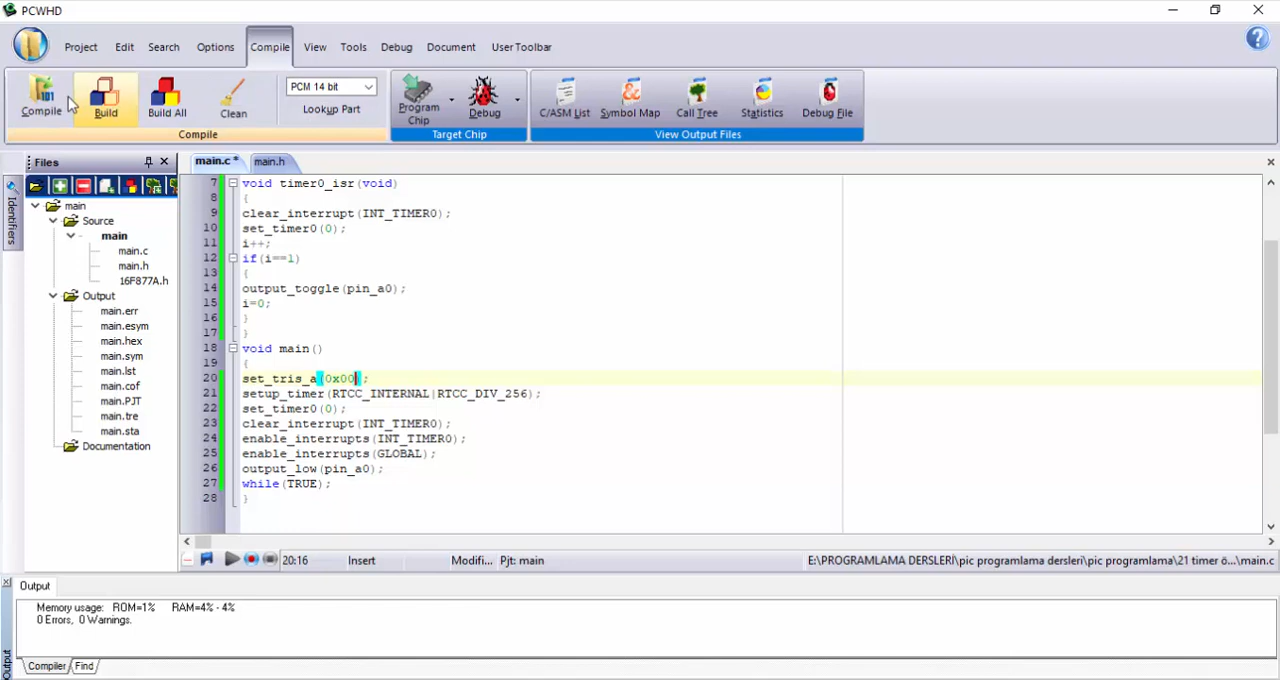 PCWHD
Project Edit Search Options Compile View Tools Debug Document User Toolbar
Compile Build Build All Clean PCM 14 bit Lookup Part Program Chip Debug C/ASM List Symbol Map Call Tree Statistics Debug File
Compile Target Chip View Output Files
Files main.c * main.h
Identifiers
main
Source
main
main.c
main.h
16F877A.h
Output
main.err
main.esym
main.hex
main.sym
main.lst
main.cof
main.PJT
main.tre
main.sta
Documentation
7 void timer0_isr(void)
8 {
9 clear_interrupt(INT_TIMER0);
10 set_timer0(0);
11 i++;
12 if(i==1)
13 {
14 output_toggle(pin_a0);
15 i=0;
16 }
17 }
18 void main()
19 {
20 set_tris_a(0x00);
21 setup_timer(RTCC_INTERNAL|RTCC_DIV_256);
22 set_timer0(0);
23 clear_interrupt(INT_TIMER0);
24 enable_interrupts(INT_TIMER0);
25 enable_interrupts(GLOBAL);
26 output_low(pin_a0);
27 while(TRUE);
28 }
20:16 Insert Modifi... Pjt: main E:\PROGRAMLAMA DERSLERİ\pic programlama dersleri\pic programlama\21 timer ö...\main.c
Output
Memory usage: ROM=1% RAM=4% - 4%
0 Errors, 0 Warnings.
Output
Compiler Find